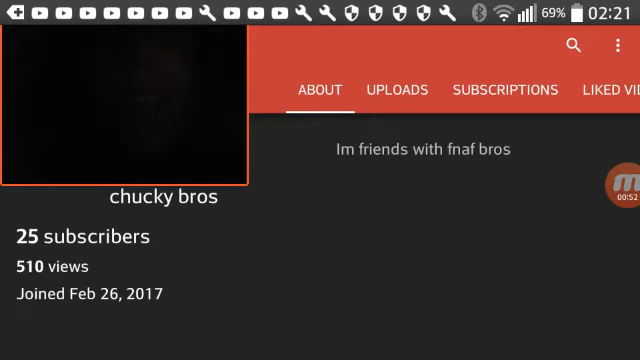 69% 02:21
ABOUT UPLOADS SUBSCRIPTIONS LIKED VI
Im friends with fnaf bros
00:52
chucky bros
25 subscribers
510 views
Joined Feb 26, 2017